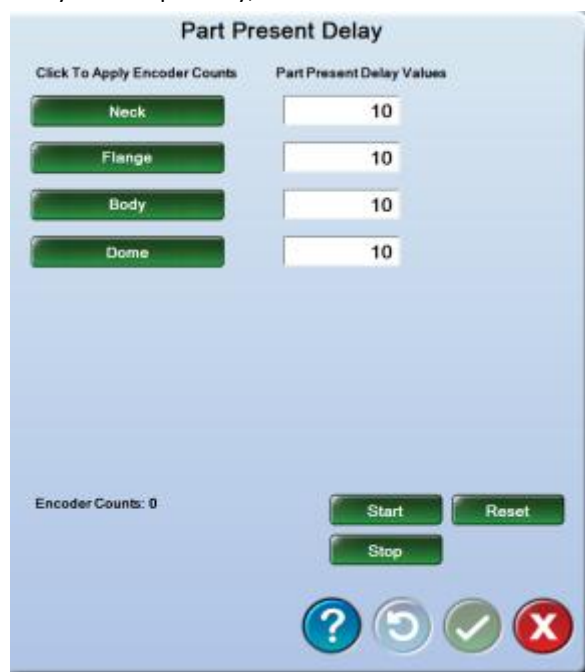 Part Present Delay
Click To Apply Encoder Counts Part Present Delay Values
Neck 10
Flange 10
Body 10
Dome 10
Encoder Counts: 0
Start Reset
Stop
?